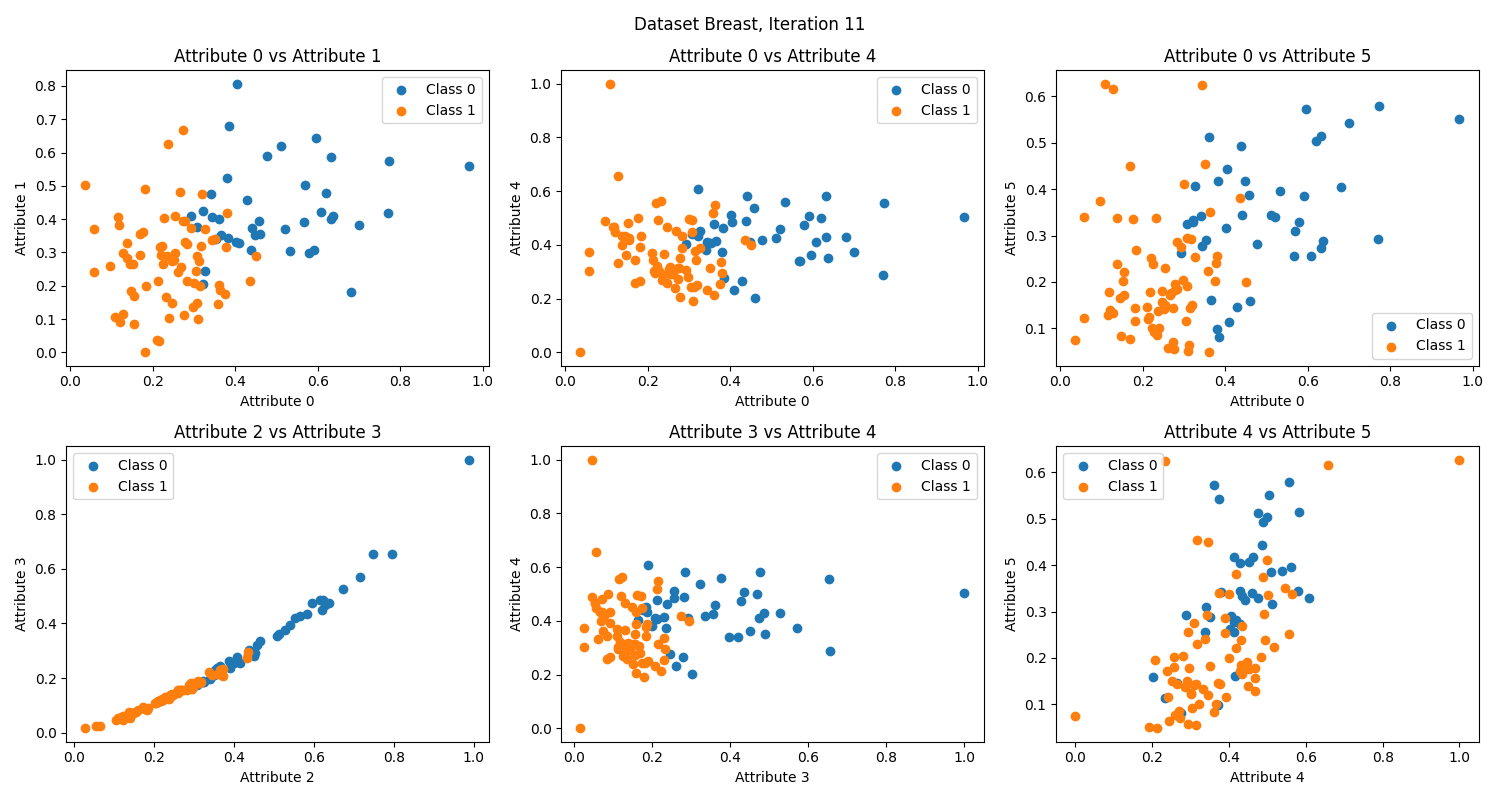 Dataset Breast, Iteration 11
Attribute 0 vs Attribute 1
Attribute 1
0.8
0.7
0.6
0.5
0.4
0.3
0.2
0.1
0.0
Class 0
Class 1
0.0 0.2 0.4 0.6 0.8 1.0
Attribute 0
Attribute 0 vs Attribute 4
Attribute 4
1.0
0.8
0.6
0.4
0.2
0.0
Class 0
Class 1
0.0 0.2 0.4 0.6 0.8 1.0
Attribute 0
Attribute 0 vs Attribute 5
Attribute 5
0.6
0.5
0.4
0.3
0.2
0.1
Class 0
Class 1
0.0 0.2 0.4 0.6 0.8 1.0
Attribute 0
Attribute 2 vs Attribute 3
Attribute 3
1.0
0.8
0.6
0.4
0.2
0.0
Class 0
Class 1
0.0 0.2 0.4 0.6 0.8 1.0
Attribute 2
Attribute 3 vs Attribute 4
Attribute 4
1.0
0.8
0.6
0.4
0.2
0.0
Class 0
Class 1
0.0 0.2 0.4 0.6 0.8 1.0
Attribute 3
Attribute 4 vs Attribute 5
Attribute 5
0.6
0.5
0.4
0.3
0.2
0.1
Class 0
Class 1
0.0 0.2 0.4 0.6 0.8 1.0
Attribute 4